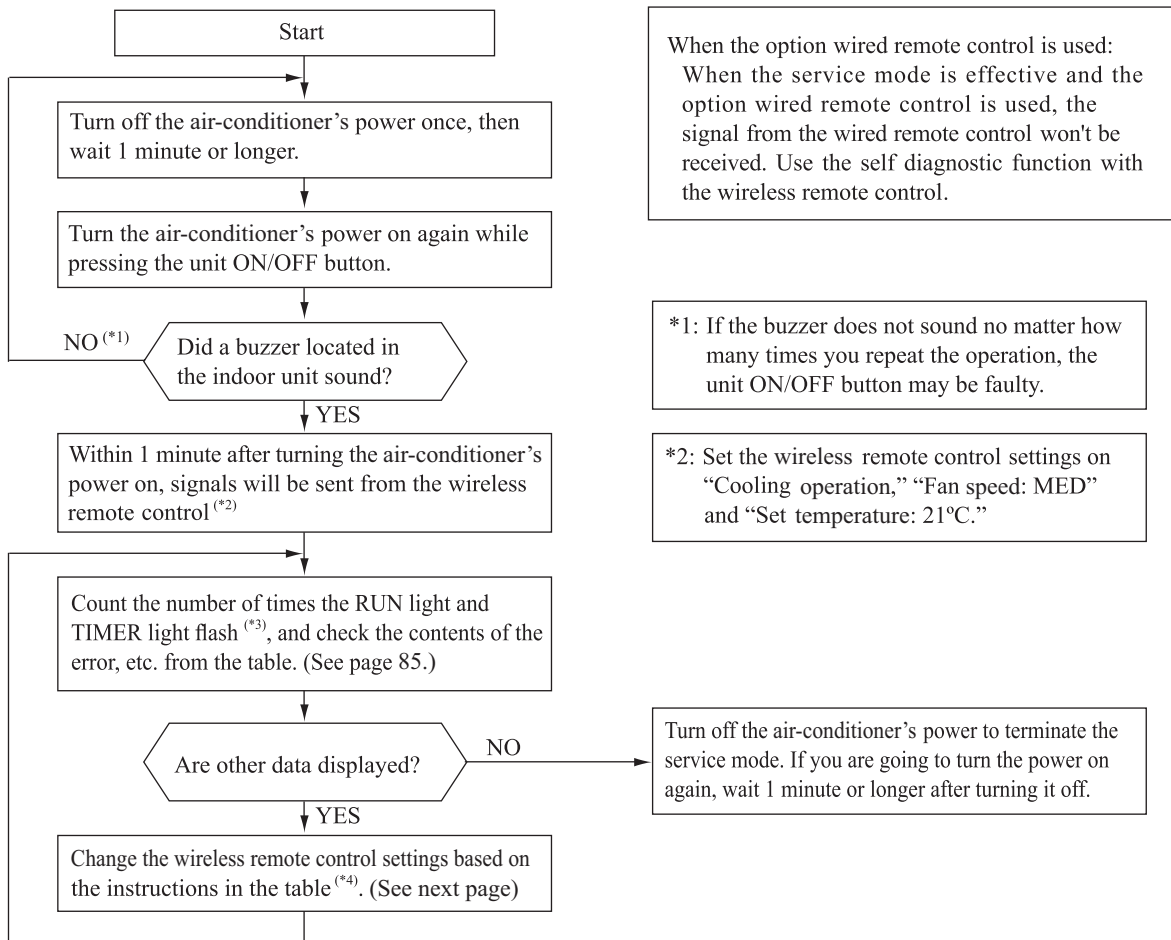 Start
Turn off the air-conditioner's power once, then
wait 1 minute or longer.
Turn the air-conditioner's power on again while
pressing the unit ON/OFF button.
NO (*1)
Did a buzzer located in
the indoor unit sound?
YES
Within 1 minute after turning the air-conditioner's
power on, signals will be sent from the wireless
remote control (*2)
Count the number of times the RUN light and
TIMER light flash (*3), and check the contents of the
error, etc. from the table. (See page 85.)
Are other data displayed?
NO
Turn off the air-conditioner's power to terminate the
service mode. If you are going to turn the power on
again, wait 1 minute or longer after turning it off.
YES
Change the wireless remote control settings based on
the instructions in the table (*4). (See next page)
When the option wired remote control is used:
When the service mode is effective and the
option wired remote control is used, the
signal from the wired remote control won't be
received. Use the self diagnostic function with
the wireless remote control.
*1: If the buzzer does not sound no matter how
many times you repeat the operation, the
unit ON/OFF button may be faulty.
*2: Set the wireless remote control settings on
“Cooling operation,” “Fan speed: MED”
and “Set temperature: 21ºC.”